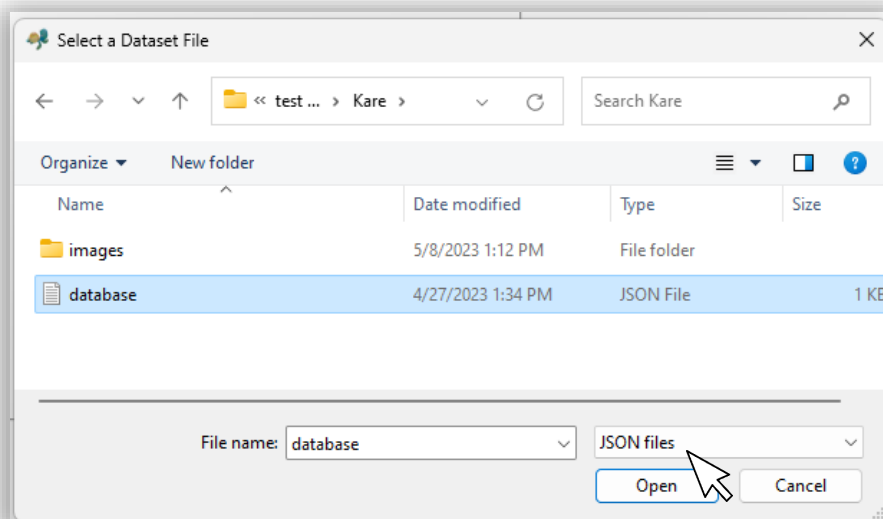 Select a Dataset File
« test ... › Kare ›
Search Kare
Organize
New folder
Name
Date modified
Type
Size
images
5/8/2023 1:12 PM
File folder
database
4/27/2023 1:34 PM
JSON File
1 KB
File name:
database
JSON files
Open
Cancel